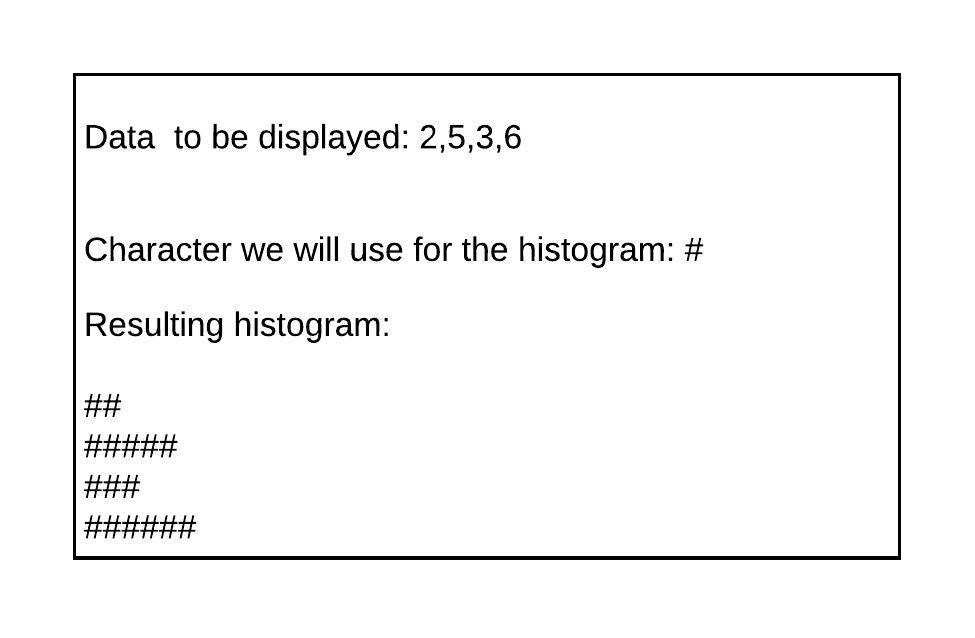 Data  to be displayed: 2,5,3,6
Character we will use for the histogram: #
Resulting histogram:
##
#####
###
######